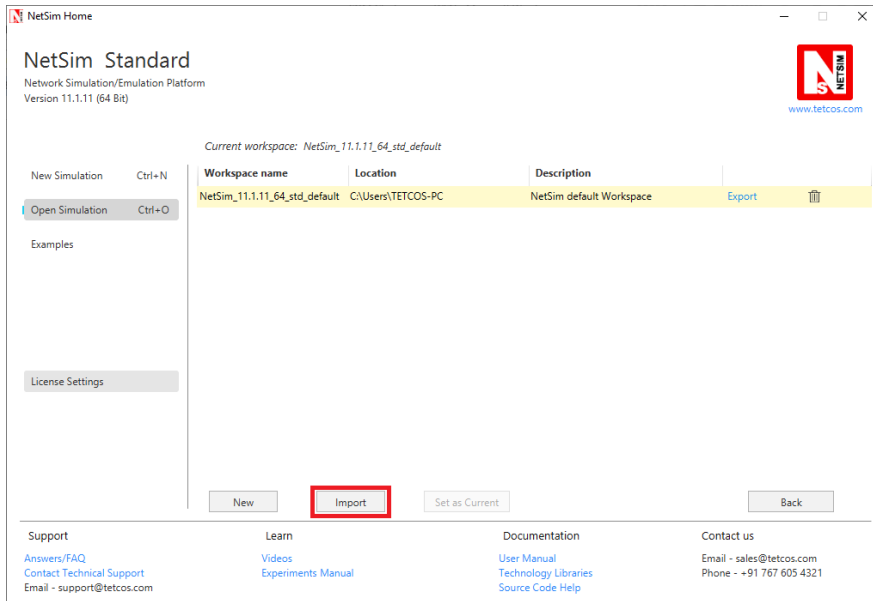 NetSim Home
NetSim Standard
Network Simulation/Emulation Platform
Version 11.1.11 (64 Bit)
NS NETSIM
www.tetcos.com
Current workspace: NetSim_11.1.11_64_std_default
New Simulation Ctrl+N
Open Simulation Ctrl+O
Examples
License Settings
Workspace name Location Description
NetSim_11.1.11_64_std_default C:\Users\TETCOS-PC NetSim default Workspace Export
New Import Set as Current Back
Support Learn Documentation Contact us
Answers/FAQ Videos User Manual Email - sales@tetcos.com
Contact Technical Support Experiments Manual Technology Libraries Phone - +91 767 605 4321
Email - support@tetcos.com Source Code Help